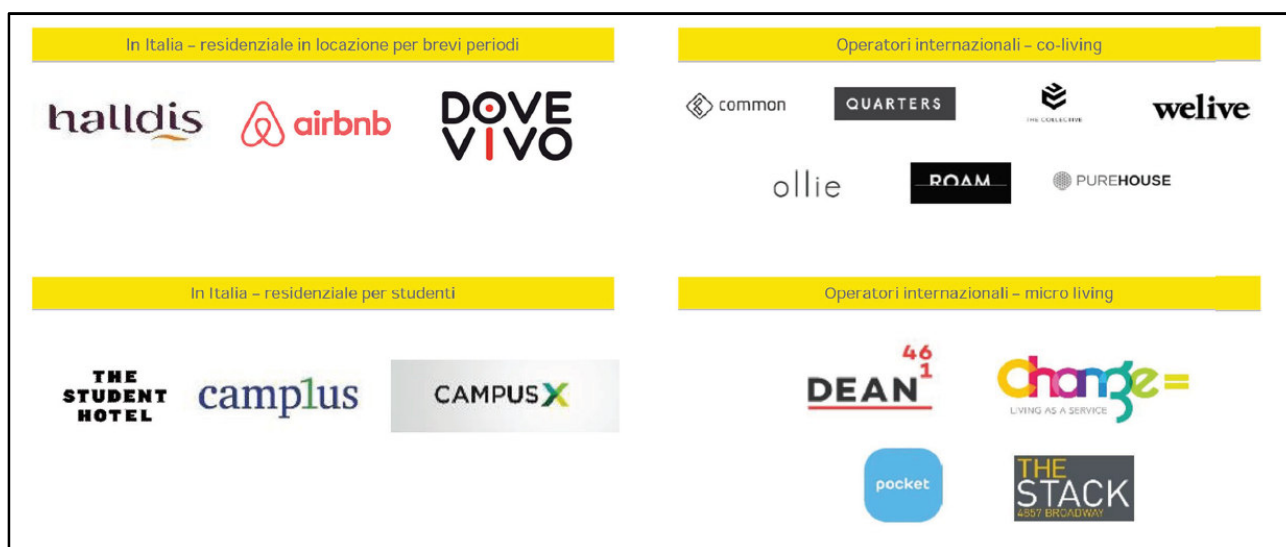 In Italia – residenziale in locazione per brevi periodi
halldis
airbnb
DOVE
VIVO
Operatori internazionali – co-living
common
QUARTERS
THE COLLECTIVE
welive
ollie
ROAM
PUREHOUSE
In Italia – residenziale per studenti
THE
STUDENT
HOTEL
camplus
CAMPUSX
Operatori internazionali – micro living
461
DEAN
Change=
LIVING AS A SERVICE
pocket
THE
STACK
4857 BROADWAY